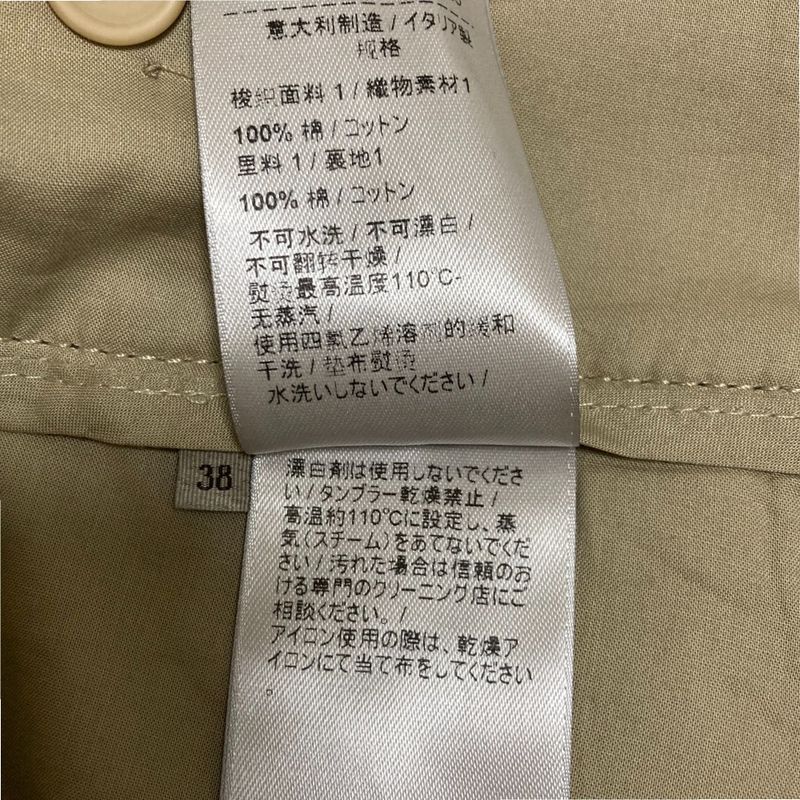 意大利制造 / イタリア製
规格
梭织面料 1 / 織物素材1
100% 棉 / コットン
里料 1 / 裏地1
100% 棉 / コットン
不可水洗 / 不可漂白 /
不可翻转干燥 /
熨烫最高温度110℃-
无蒸汽 /
使用四氯乙烯溶剂的缓和
干洗 / 垫布熨烫
水洗いしないでください /
38
漂白剤は使用しないでくださ
い / タンブラー乾燥禁止 /
高温約110℃に設定し、蒸
気（スチーム）をあてないでくだ
さい / 汚れた場合は信頼のお
ける専門のクリーニング店にご
相談ください。 /
アイロン使用の際は、乾燥ア
イロンにて当て布をしてください
。